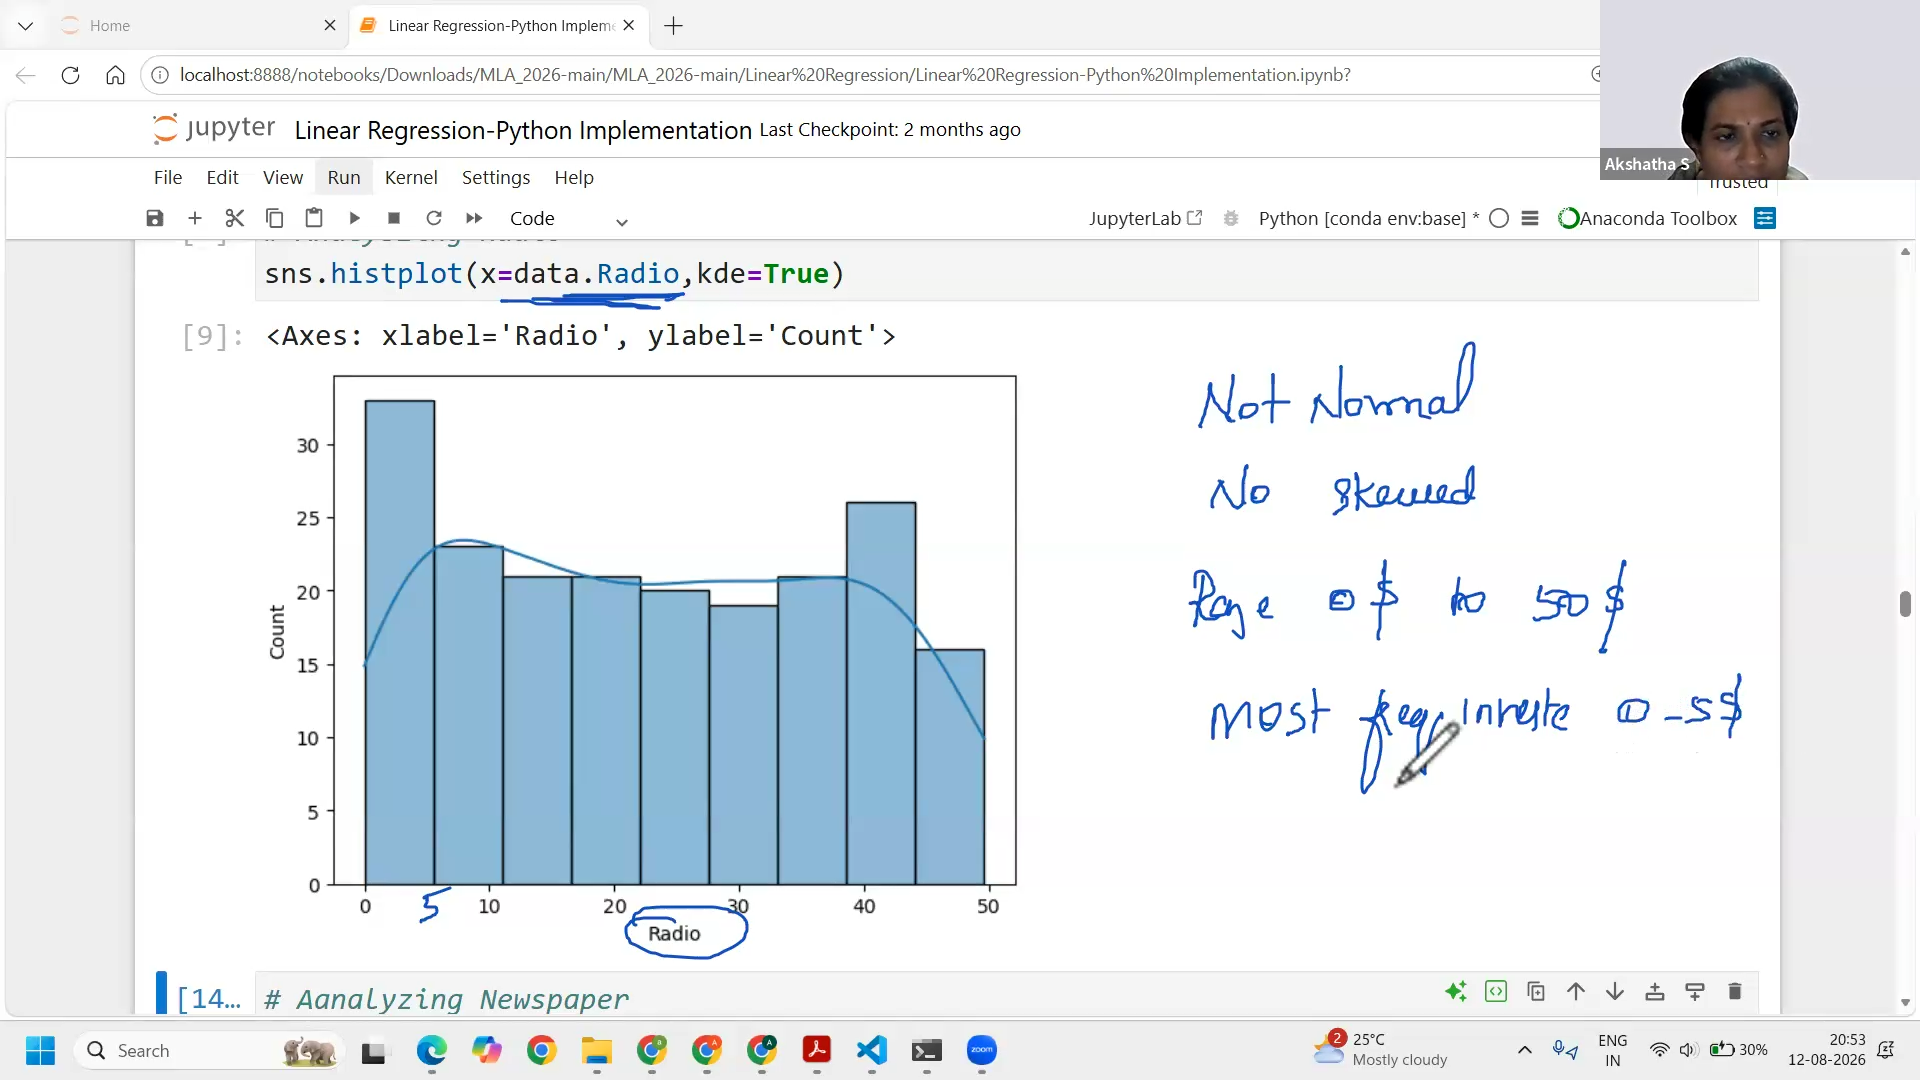 Home
Linear Regression-Python Impleme
localhost:8888/notebooks/Downloads/MLA_2026-main/MLA_2026-main/Linear%20Regression/Linear%20Regression-Python%20Implementation.ipynb?
jupyter Linear Regression-Python Implementation Last Checkpoint: 2 months ago
Akshatha S
Trusted
File Edit View Run Kernel Settings Help
Code JupyterLab Python [conda env:base] * Anaconda Toolbox
sns.histplot(x=data.Radio,kde=True)
[9]: <Axes: xlabel='Radio', ylabel='Count'>
Not Normal
No Skewed
Range 0$ to 50$
Most freq 0-5$
Count
30
25
20
15
10
5
0
0 5 10 20 30 40 50
Radio
[14... # Aanalyzing Newspaper
Search
zoom
2
25°C
Mostly cloudy
ENG
IN
30%
20:53
12-08-2026